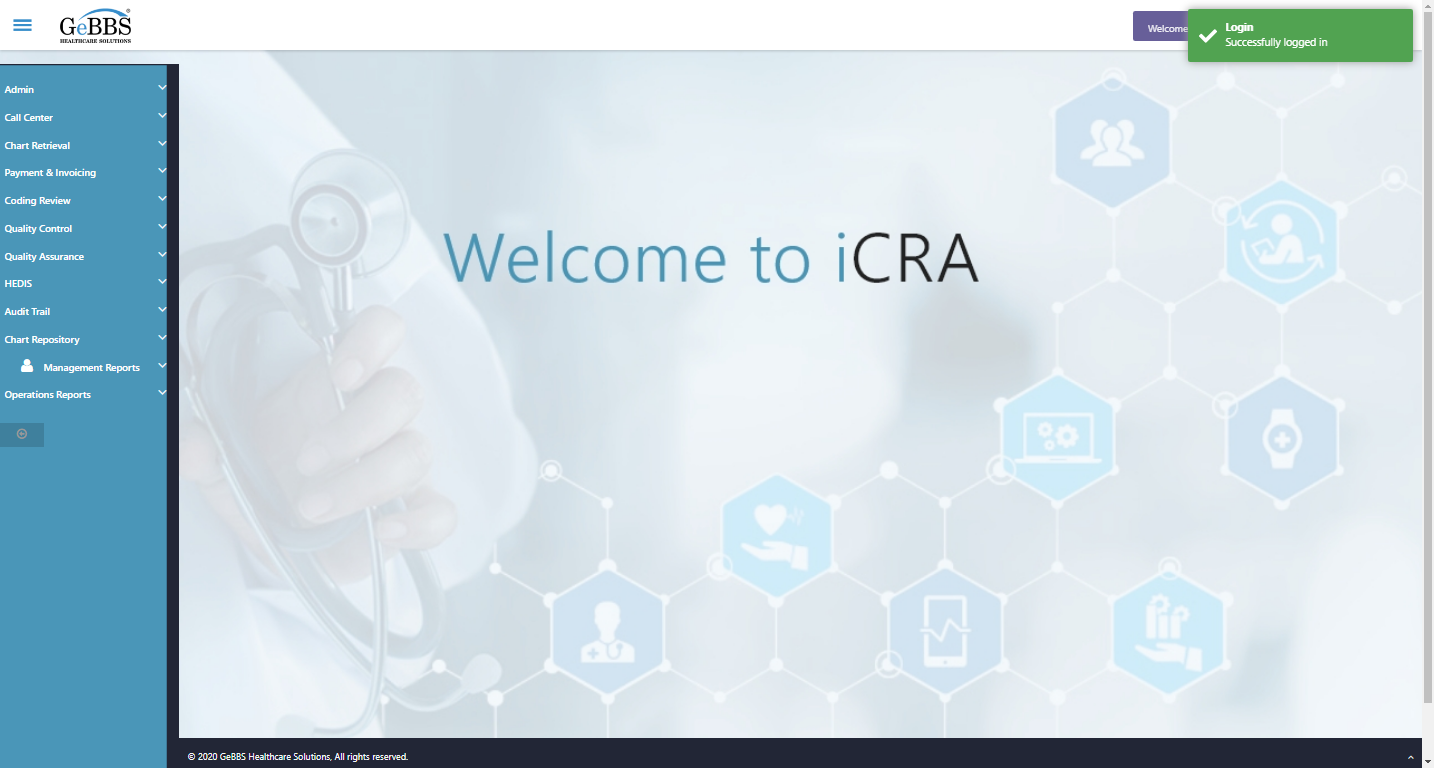 GeBBS®
HEALTHCARE SOLUTIONS
Welcome
Login
Successfully logged in
Admin
Call Center
Chart Retrieval
Payment & Invoicing
Coding Review
Quality Control
Quality Assurance
HEDIS
Audit Trail
Chart Repository
Management Reports
Operations Reports
Welcome to iCRA
© 2020 GeBBS Healthcare Solutions, All rights reserved.